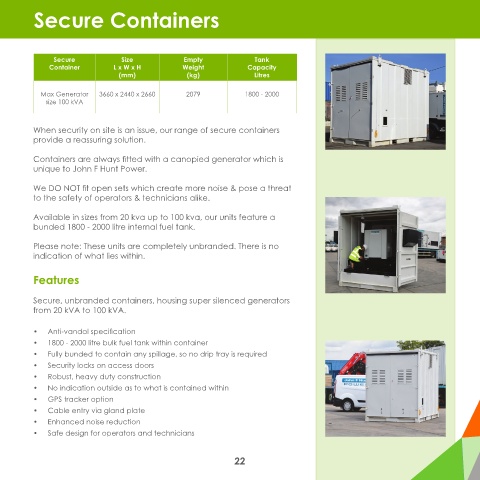 Secure Containers
Secure Container
Size L x W x H (mm)
Empty Weight (kg)
Tank Capacity Litres
Max Generator size 100 kVA
3660 x 2440 x 2660
2079
1800 - 2000
When security on site is an issue, our range of secure containers
provide a reassuring solution.
Containers are always fitted with a canopied generator which is
unique to John F Hunt Power.
We DO NOT fit open sets which create more noise & pose a threat
to the safety of operators & technicians alike.
Available in sizes from 20 kva up to 100 kva, our units feature a
bunded 1800 - 2000 litre internal fuel tank.
Please note: These units are completely unbranded. There is no
indication of what lies within.
Features
Secure, unbranded containers, housing super silenced generators
from 20 kVA to 100 kVA.
• Anti-vandal specification
• 1800 - 2000 litre bulk fuel tank within container
• Fully bunded to contain any spillage, so no drip tray is required
• Security locks on access doors
• Robust, heavy duty construction
• No indication outside as to what is contained within
• GPS tracker option
• Cable entry via gland plate
• Enhanced noise reduction
• Safe design for operators and technicians
22